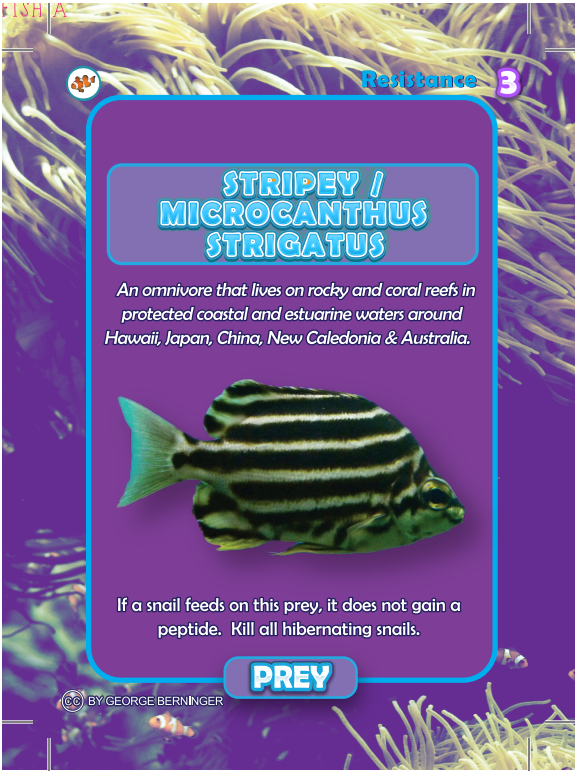 FISH A
Resistance 3
STRIPEY /
MICROCANTHUS
STRIGATUS
An omnivore that lives on rocky and coral reefs in
protected coastal and estuarine waters around
Hawaii, Japan, China, New Caledonia & Australia.
If a snail feeds on this prey, it does not gain a
peptide.  Kill all hibernating snails.
PREY
cc BY GEORGE BERNINGER